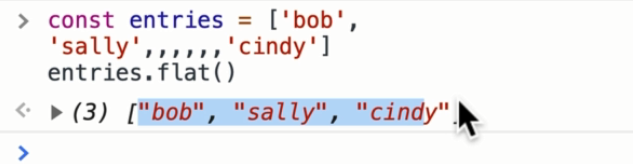 > const entries = ['bob',
'sally',,,,,,'cindy']
entries.flat()
(3) ["bob", "sally", "cindy"
>